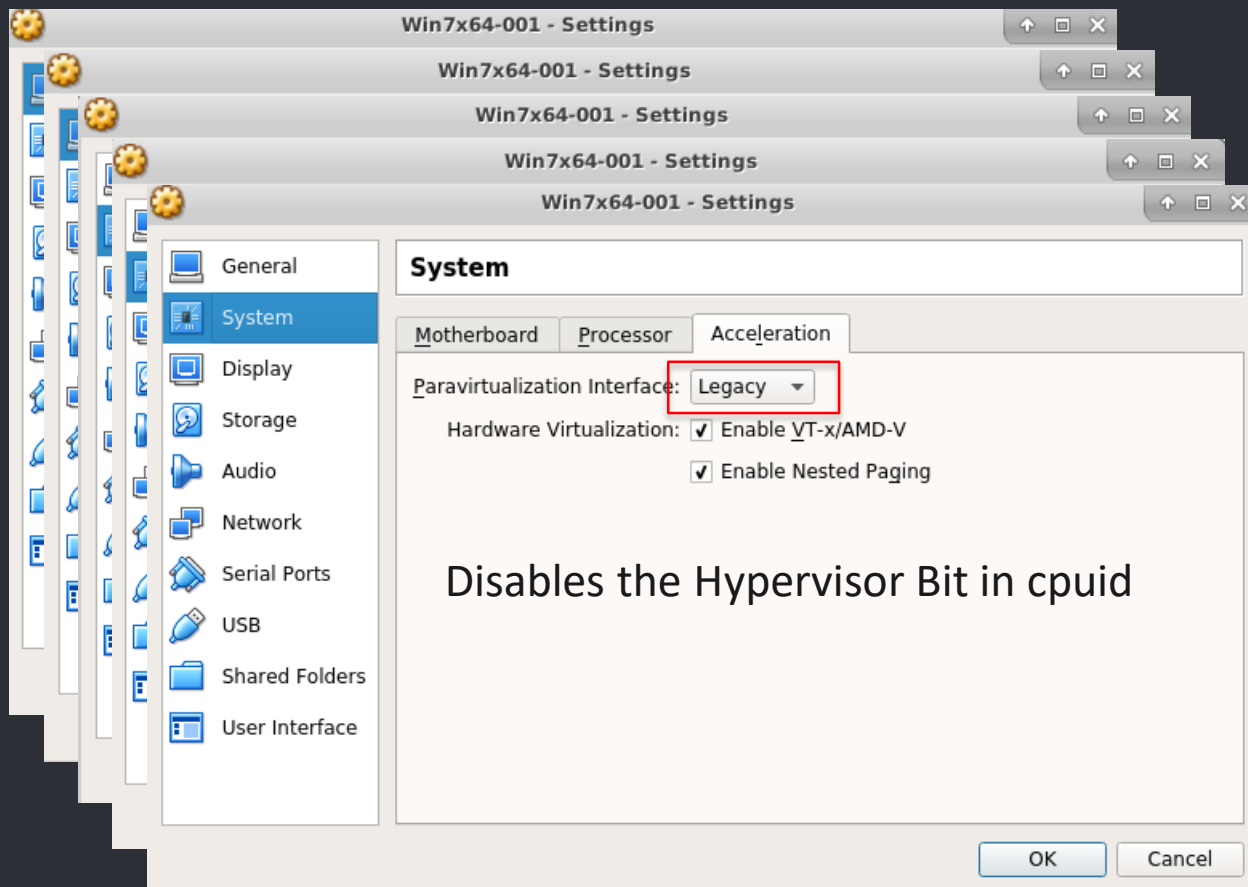 Win7x64-001 - Settings
Win7x64-001 - Settings
Win7x64-001 - Settings
Win7x64-001 - Settings
Win7x64-001 - Settings
General
System
Display
Storage
Audio
Network
Serial Ports
USB
Shared Folders
User Interface
System
Motherboard Processor Acceleration
Paravirtualization Interface: Legacy
Hardware Virtualization: Enable VT-x/AMD-V
Enable Nested Paging
Disables the Hypervisor Bit in cpuid
OK Cancel